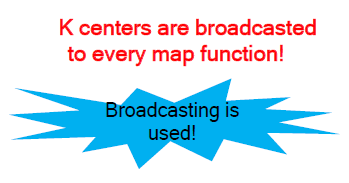 K centers are broadcasted
to every map function!
Broadcasting is
used!